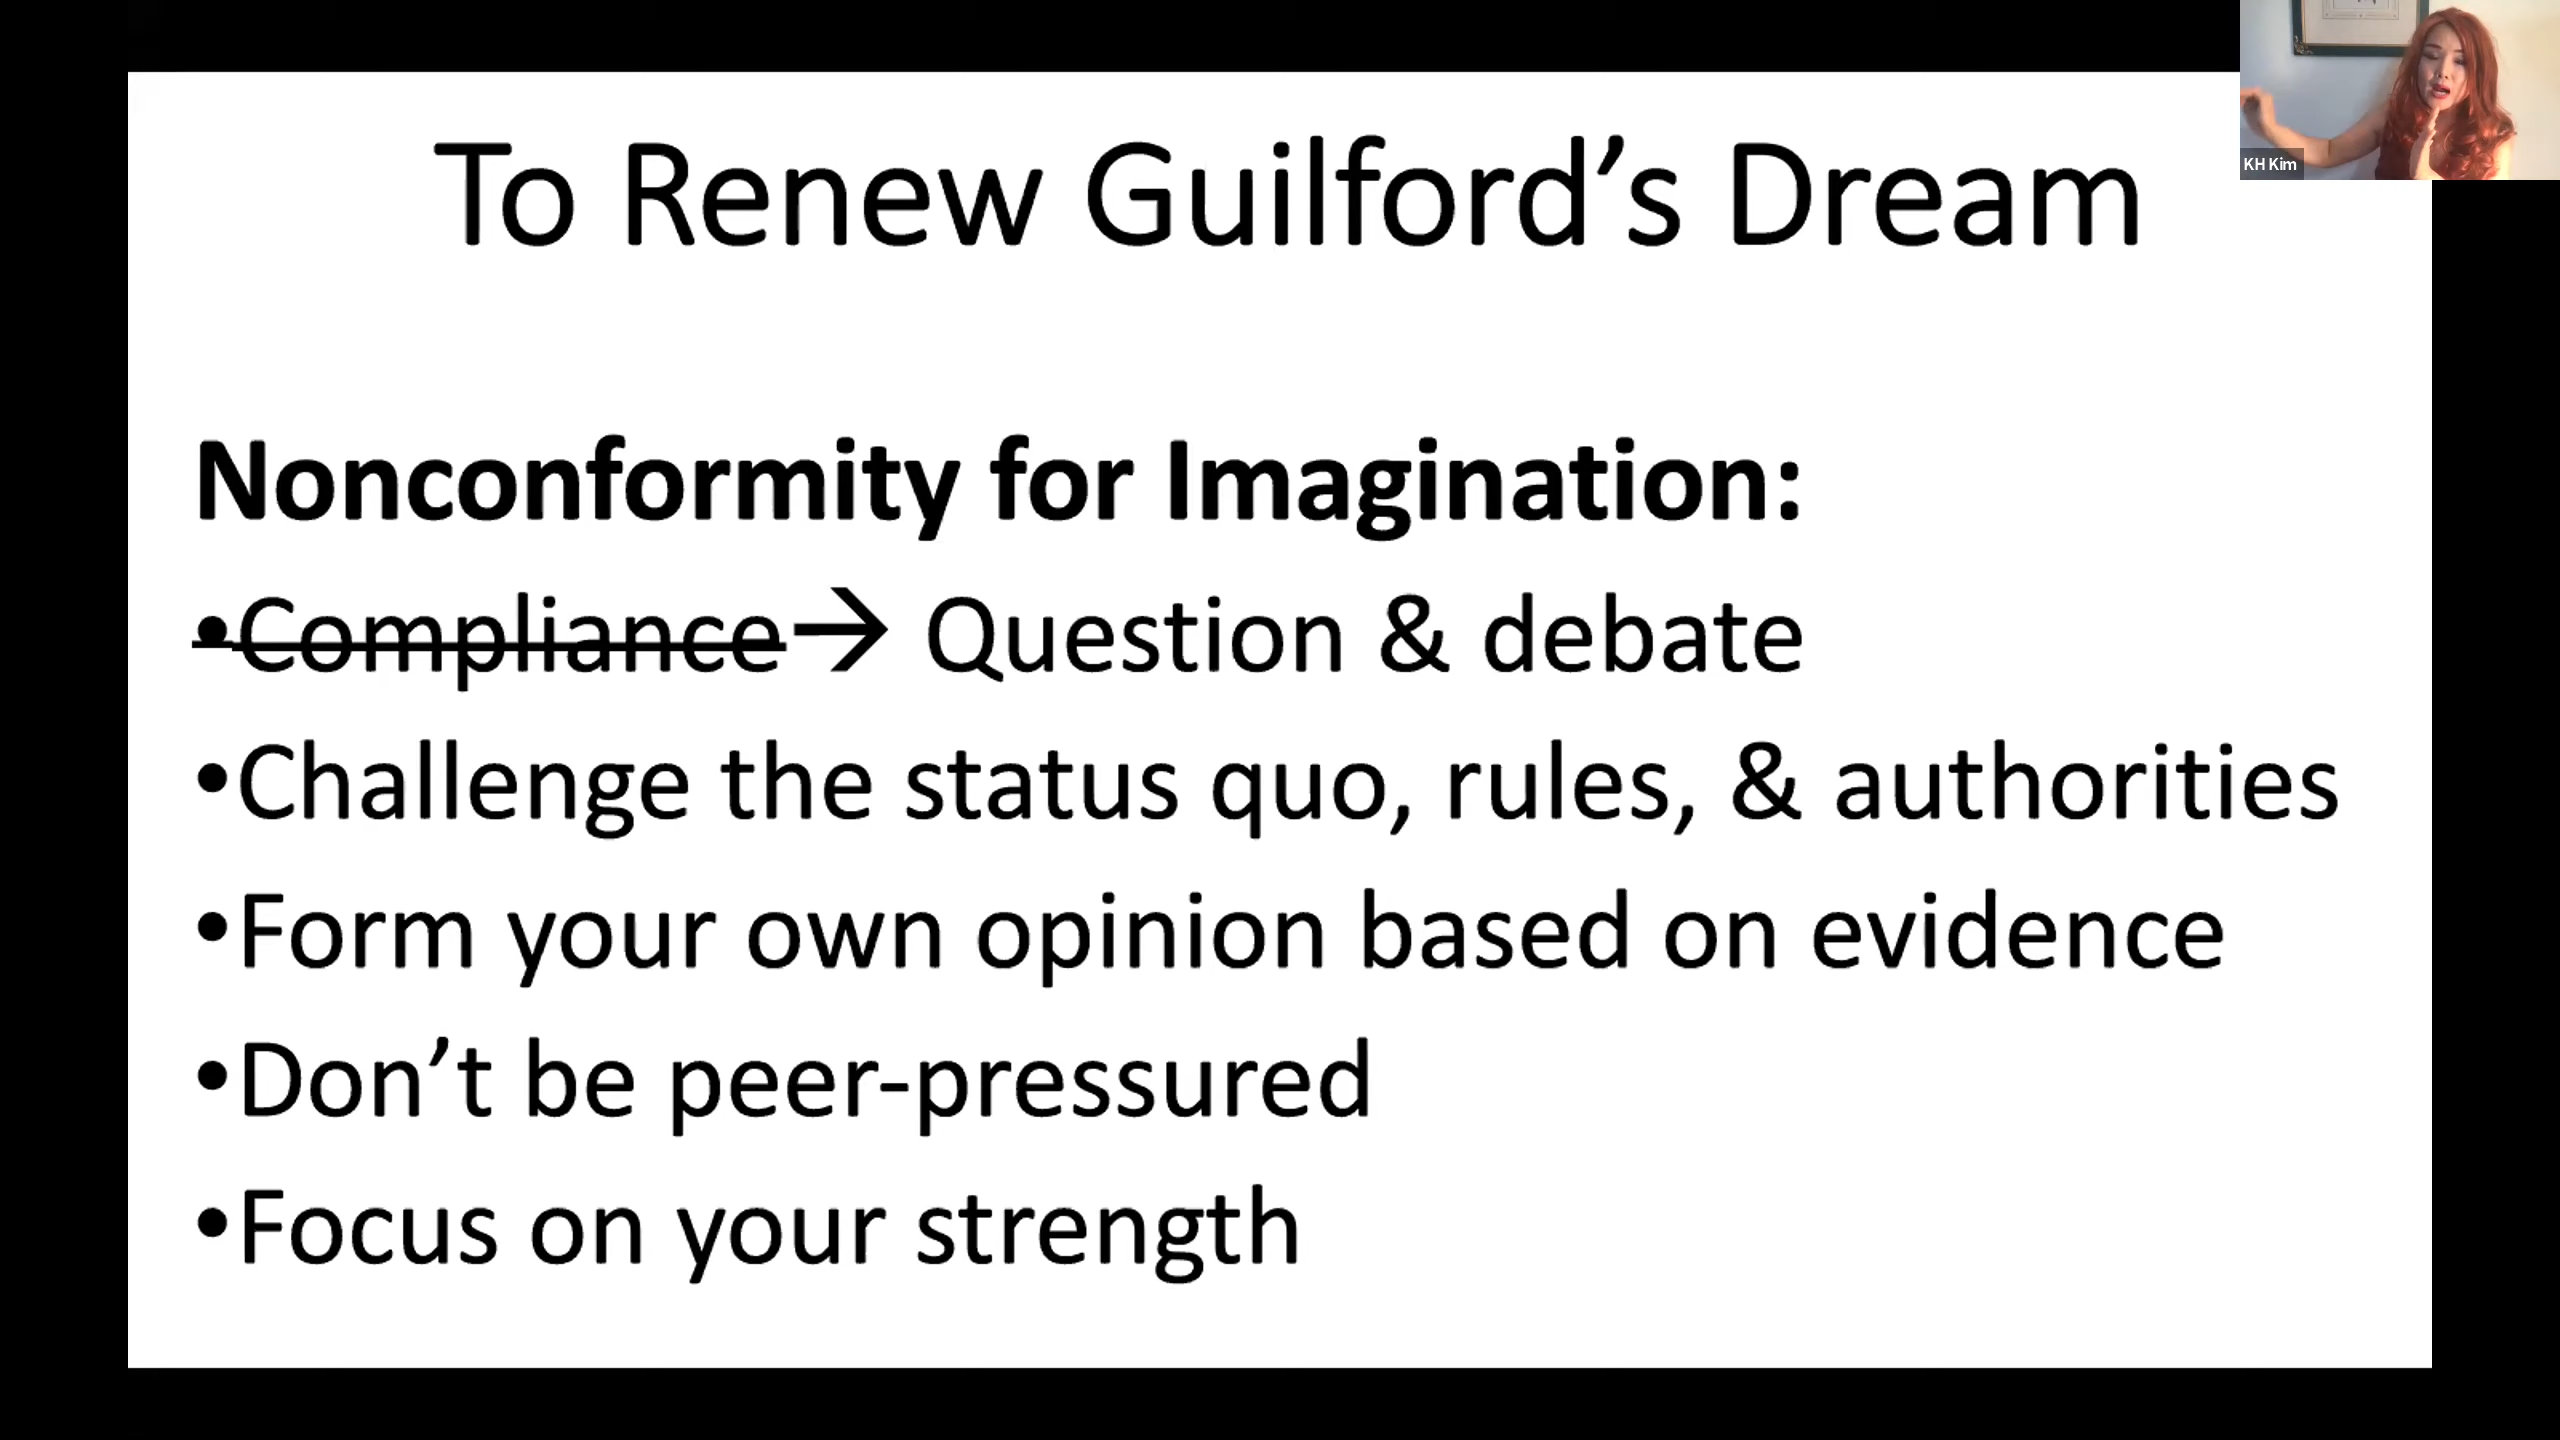 To Renew Guilford’s Dream
KH Kim
Nonconformity for Imagination:
•Compliance→ Question & debate
•Challenge the status quo, rules, & authorities
•Form your own opinion based on evidence
•Don’t be peer-pressured
•Focus on your strength